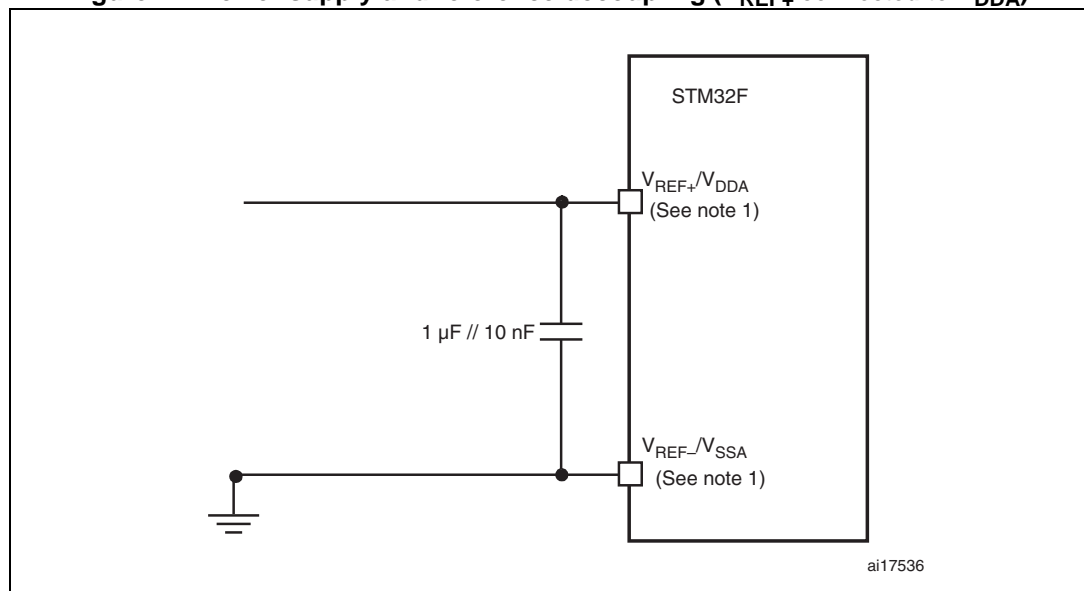 STM32F
VREF+/VDDA
(See note 1)
1 µF // 10 nF
VREF–/VSSA
(See note 1)
ai17536